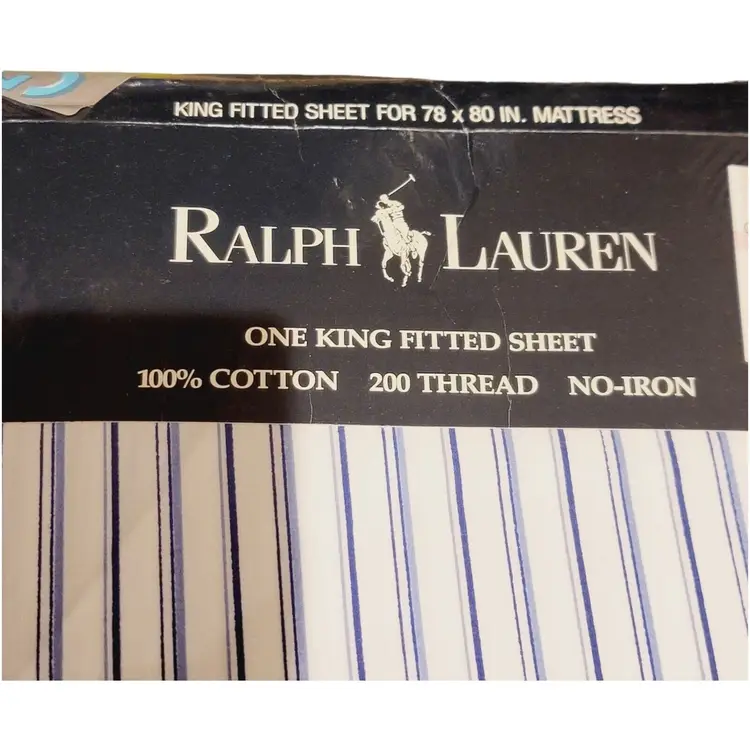 KING FITTED SHEET FOR 78 x 80 IN. MATTRESS
RALPH LAUREN
ONE KING FITTED SHEET
100% COTTON 200 THREAD NO-IRON